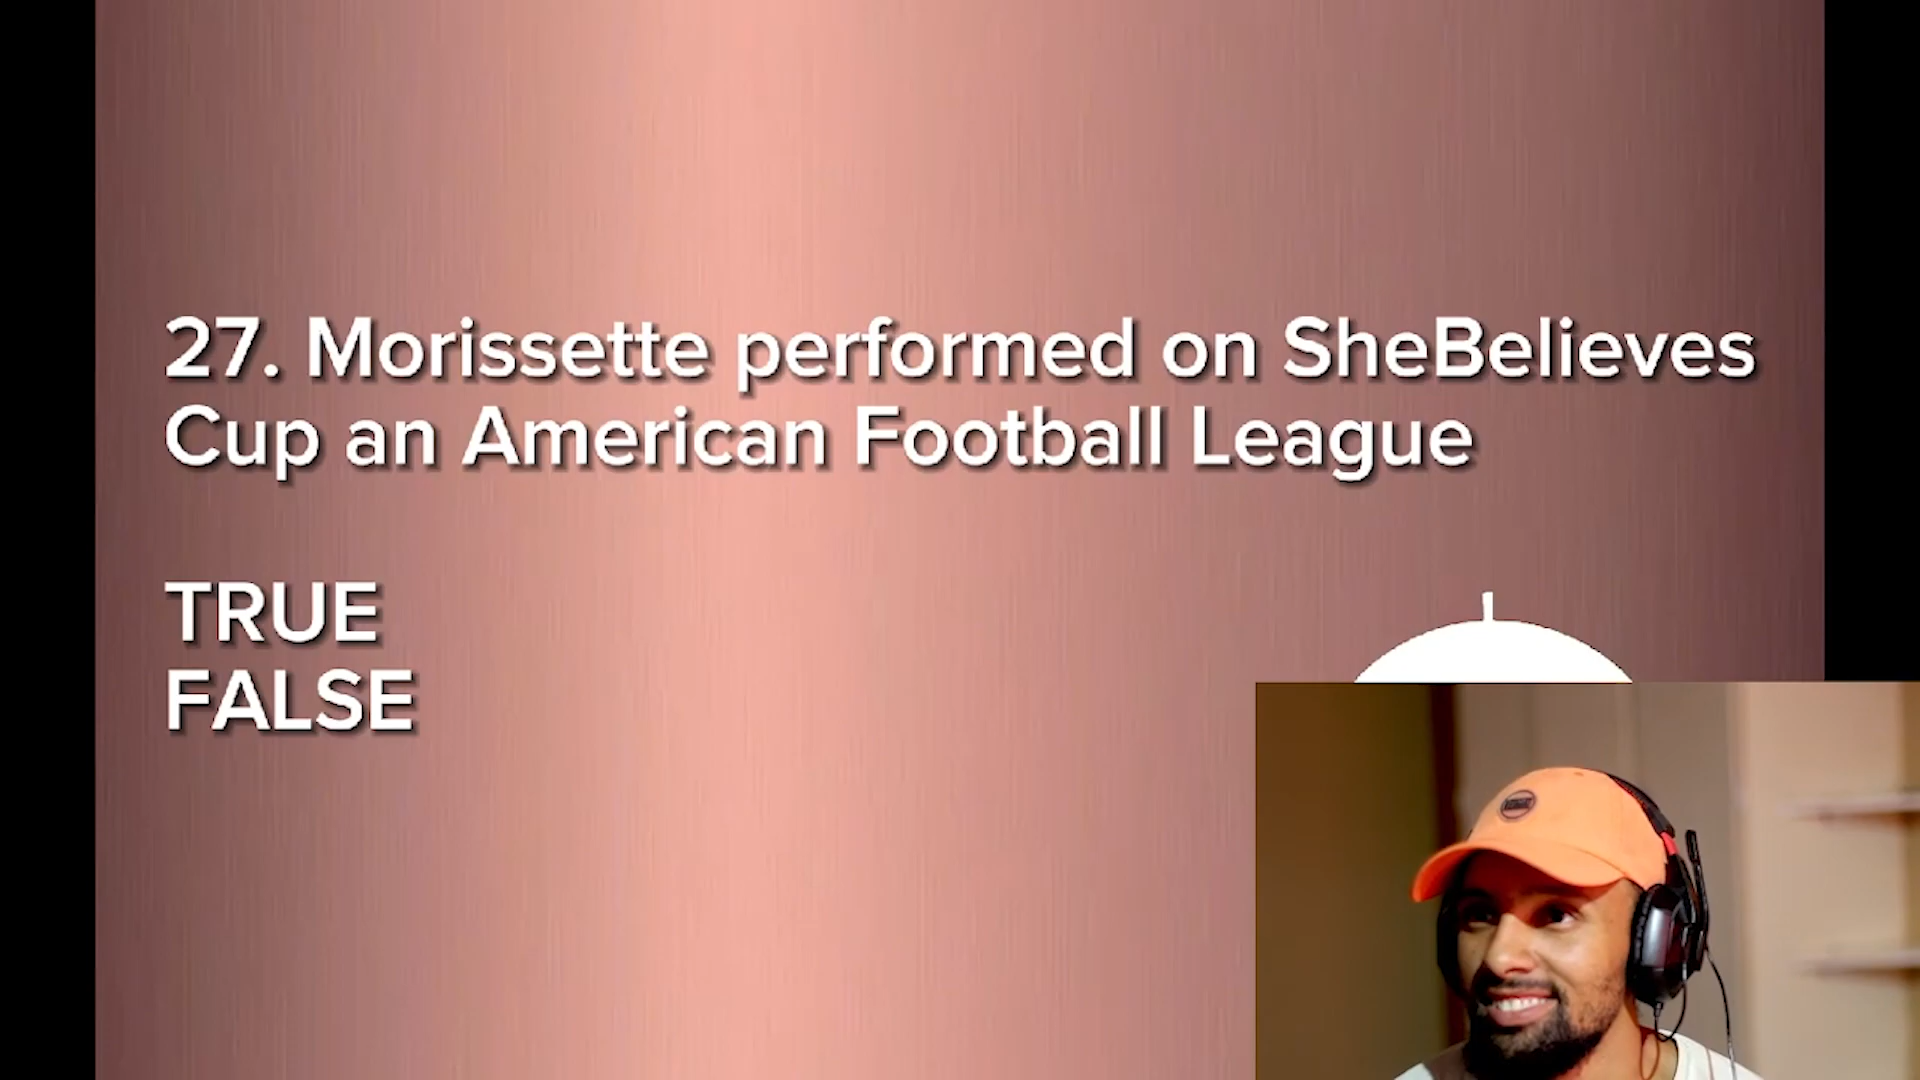 27. Morissette performed on SheBelieves
Cup an American Football League
TRUE
FALSE